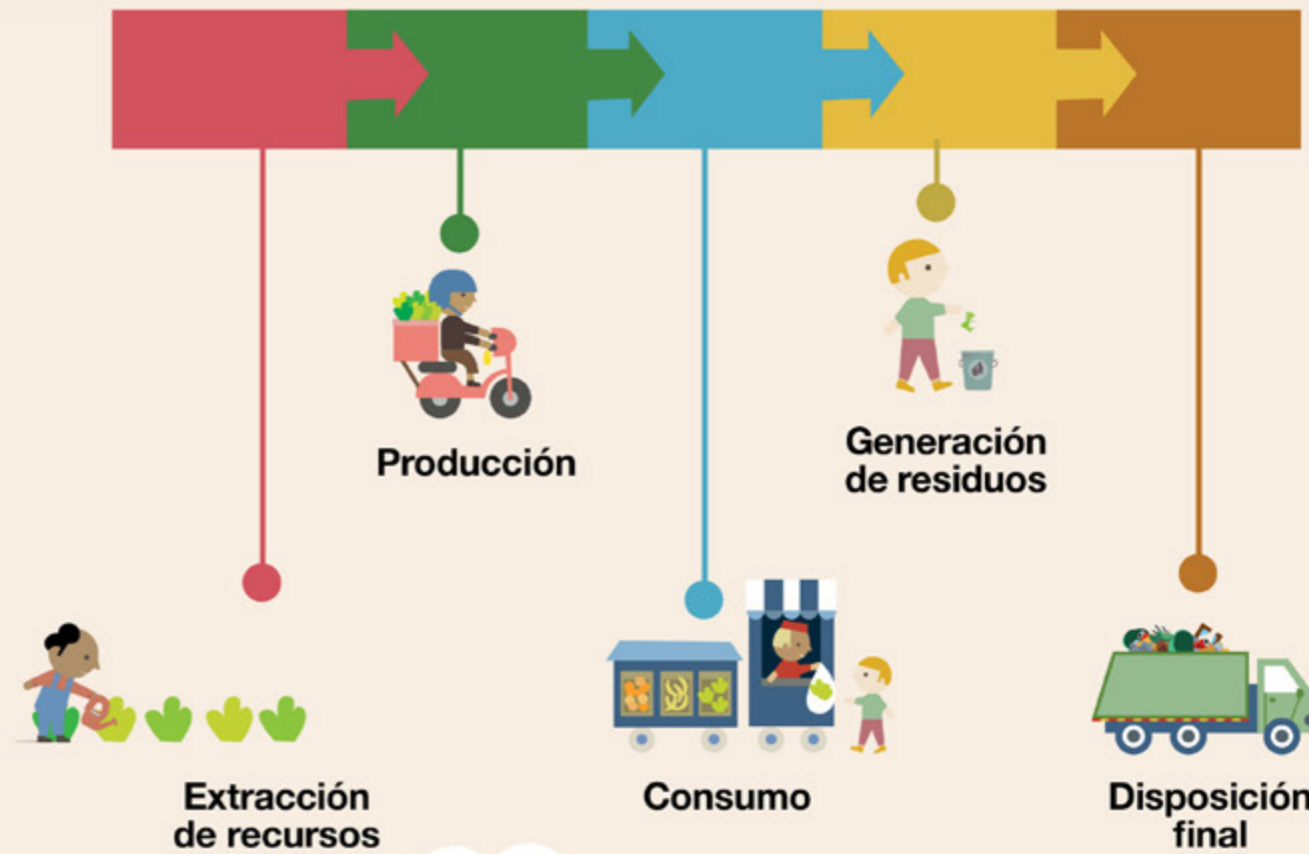 Producción
Generación
de residuos
Extracción
de recursos
Consumo
Disposición
final